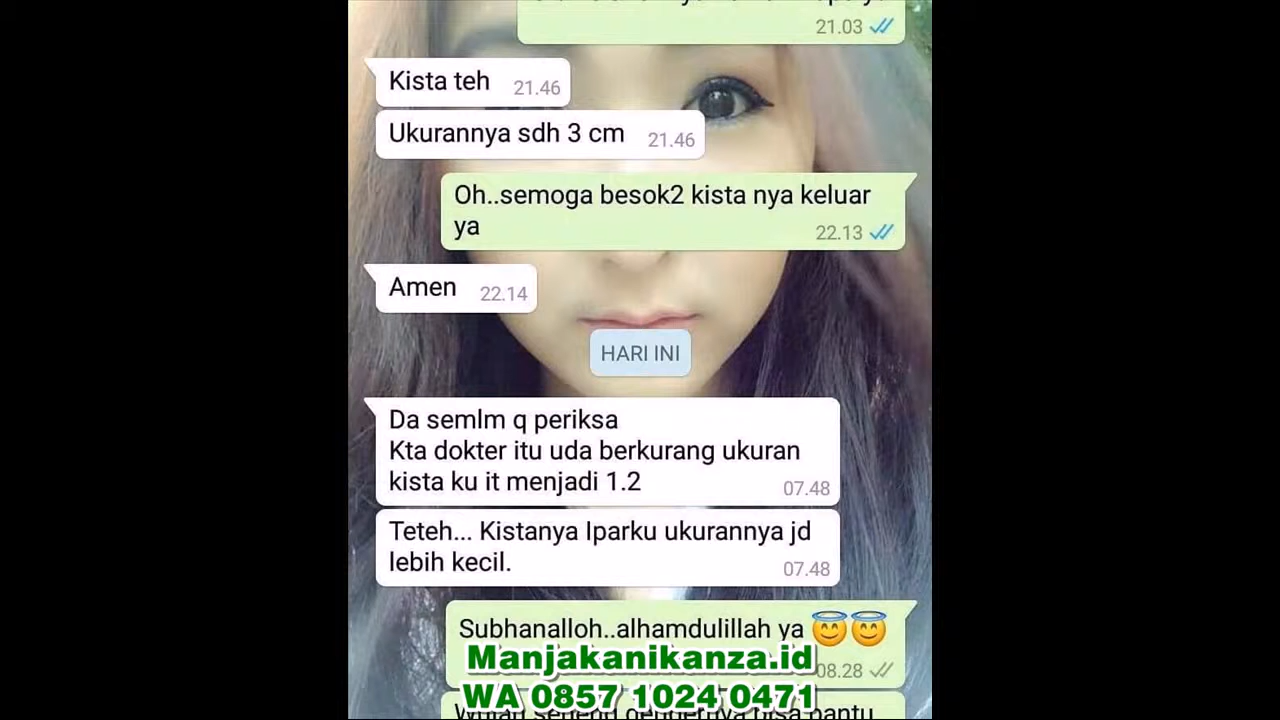 21.03
Kista teh 21.46
Ukurannya sdh 3 cm 21.46
Oh..semoga besok2 kista nya keluar
ya 22.13
Amen 22.14
HARI INI
Da semlm q periksa
Kta dokter itu uda berkurang ukuran
kista ku it menjadi 1.2 07.48
Teteh... Kistanya Iparku ukurannya jd
lebih kecil. 07.48
Subhanalloh..alhamdulillah ya 😇😇
08.28
Manjakanikanza.id
WA 0857 1024 0471